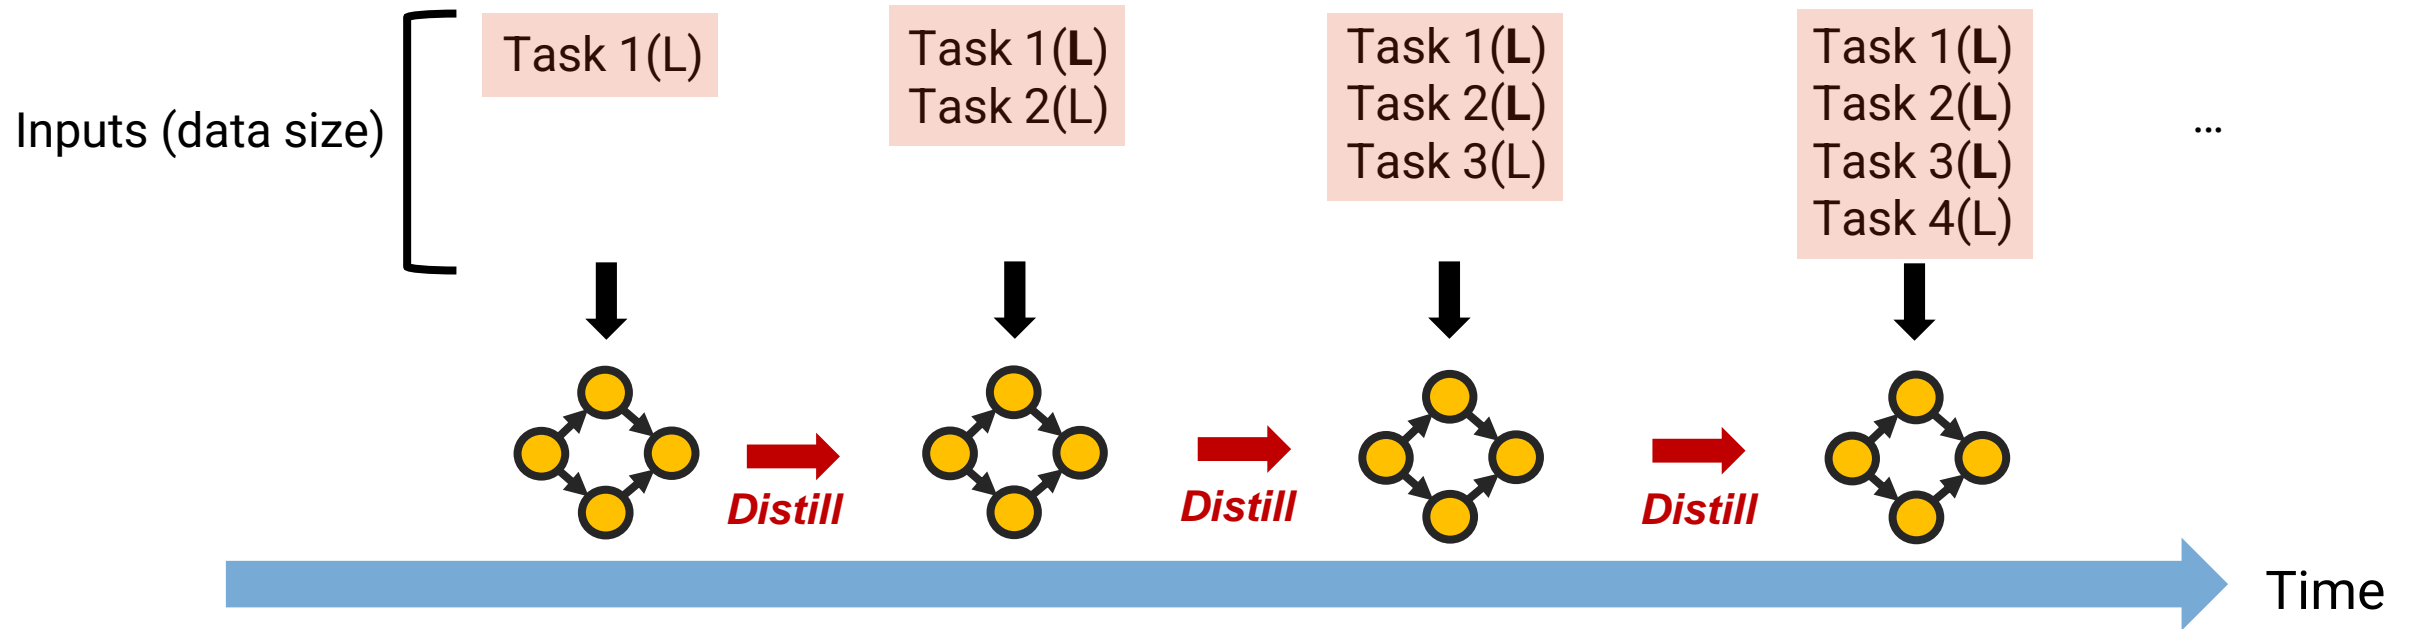 Inputs (data size)
Task 1(L)
Task 1(L)
Task 2(L)
Task 1(L)
Task 2(L)
Task 3(L)
Task 1(L)
Task 2(L)
Task 3(L)
Task 4(L)
...
Distill
Distill
Distill
Time